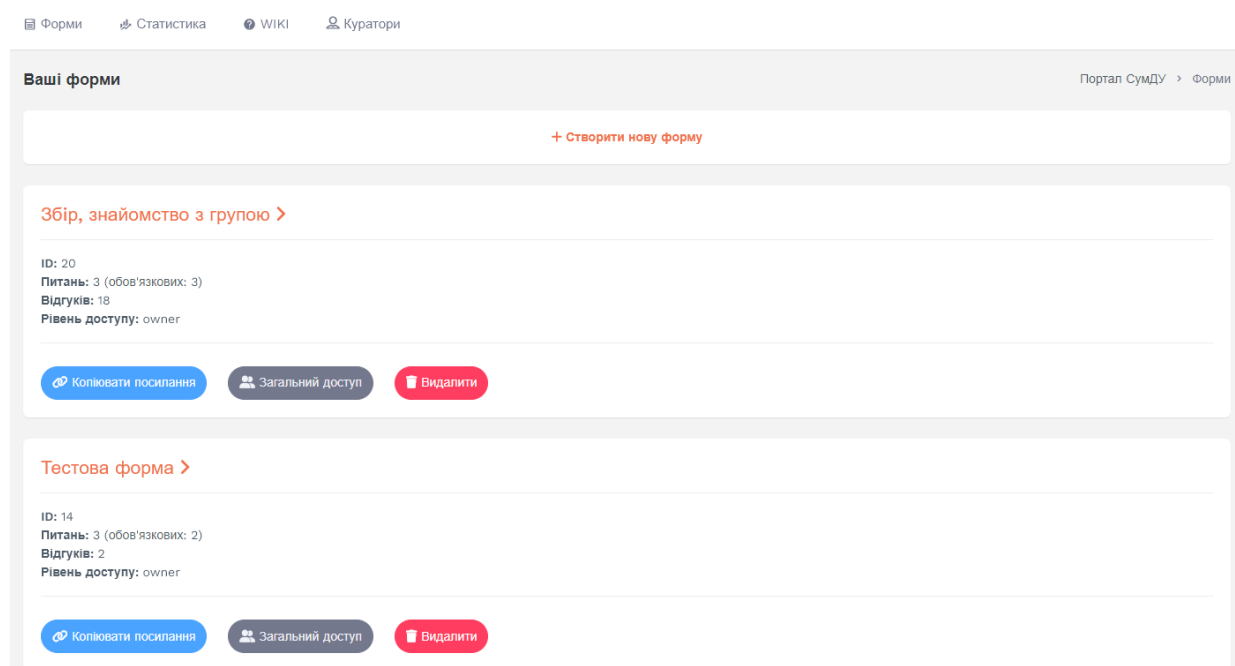 Форми Статистика WIKI Куратори
Ваші форми Портал СумДУ > Форми
+ Створити нову форму
Збір, знайомство з групою >
ID: 20
Питань: 3 (обов'язкових: 3)
Відгуків: 18
Рівень доступу: owner
Копіювати посилання Загальний доступ Видалити
Тестова форма >
ID: 14
Питань: 3 (обов'язкових: 2)
Відгуків: 2
Рівень доступу: owner
Копіювати посилання Загальний доступ Видалити